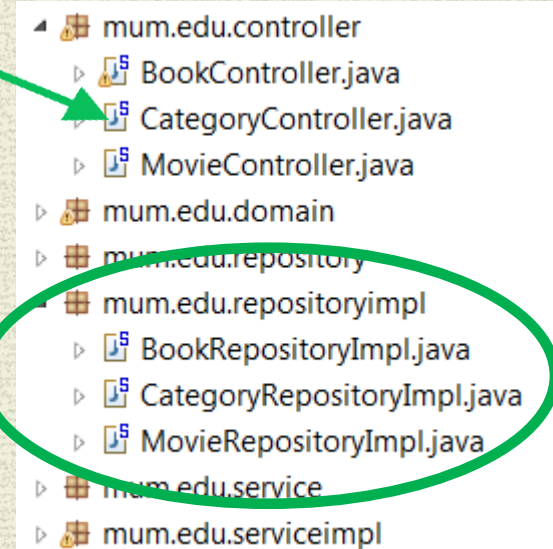 mum.edu.controller
BookController.java
CategoryController.java
MovieController.java
mum.edu.domain
mum.edu.repository
mum.edu.repositoryimpl
BookRepositoryImpl.java
CategoryRepositoryImpl.java
MovieRepositoryImpl.java
mum.edu.service
mum.edu.serviceimpl